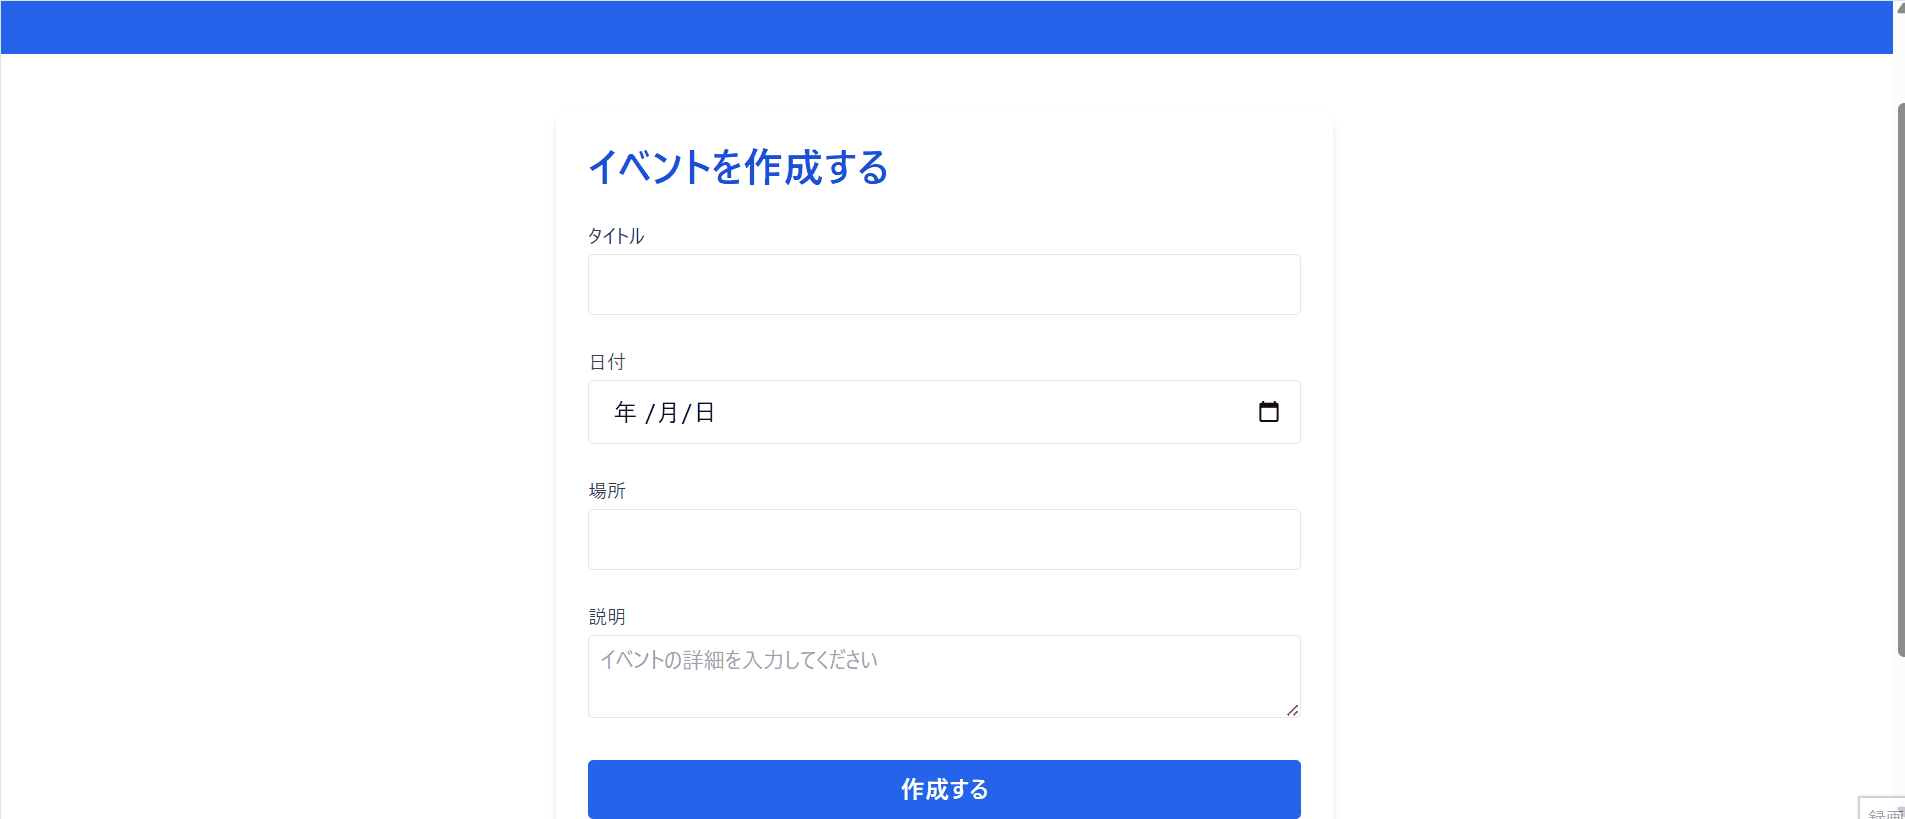 イベントを作成する
タイトル
日付
年 /月/日
場所
説明
イベントの詳細を入力してください
作成する
録画